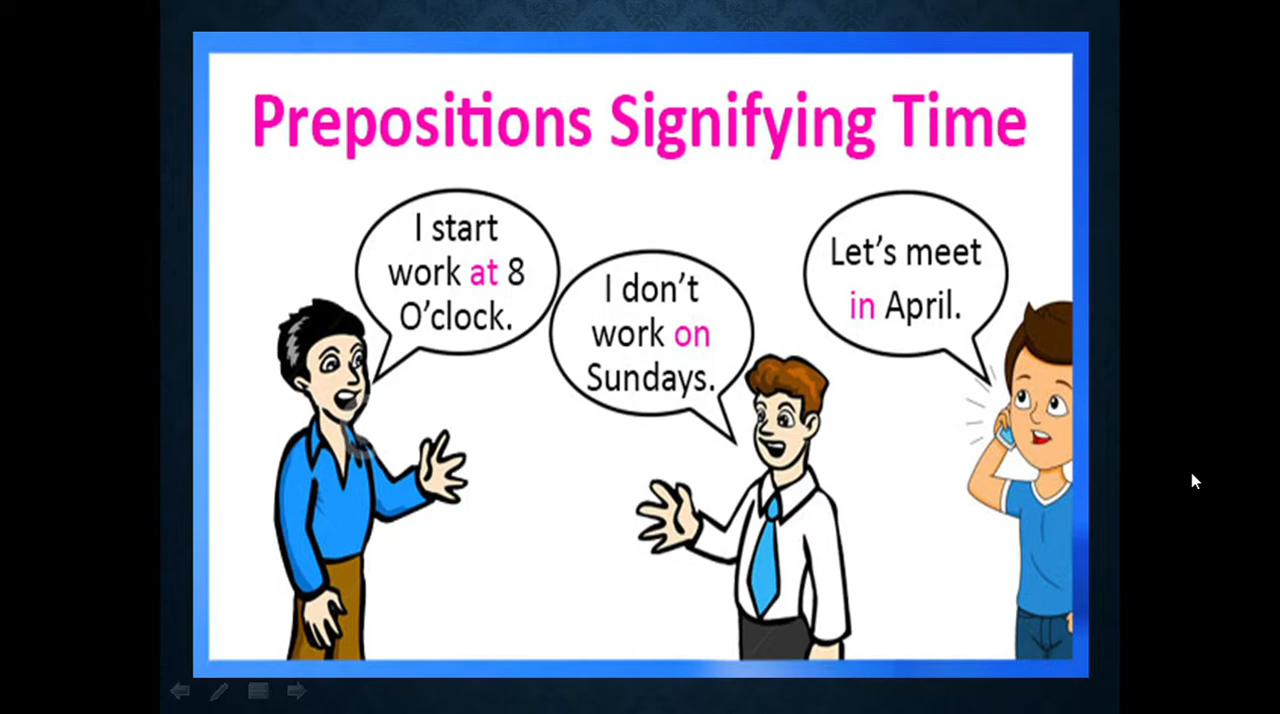 Prepositions Signifying Time
I start
work at 8
O’clock.
I don’t
work on
Sundays.
Let’s meet
in April.